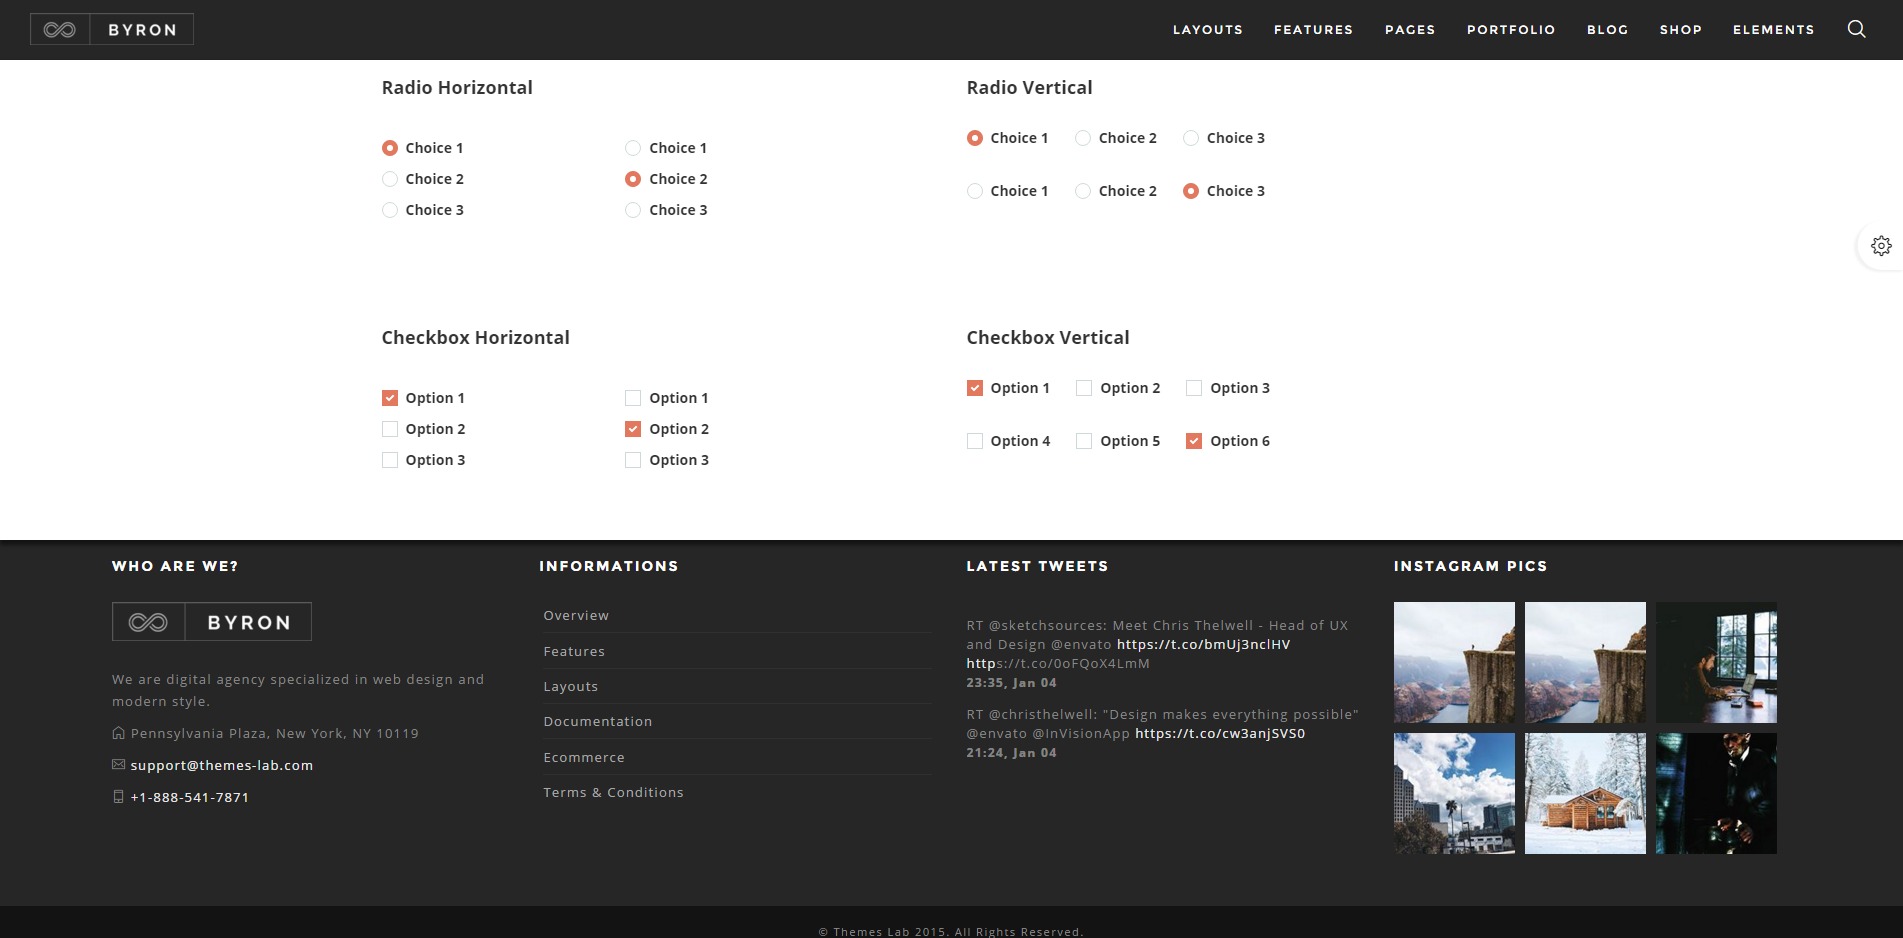 BYRON
LAYOUTS FEATURES PAGES PORTFOLIO BLOG SHOP ELEMENTS
Radio Horizontal
Choice 1
Choice 2
Choice 3
Choice 1
Choice 2
Choice 3
Radio Vertical
Choice 1 Choice 2 Choice 3
Choice 1 Choice 2 Choice 3
Checkbox Horizontal
Option 1
Option 2
Option 3
Option 1
Option 2
Option 3
Checkbox Vertical
Option 1 Option 2 Option 3
Option 4 Option 5 Option 6
WHO ARE WE?
BYRON
We are digital agency specialized in web design and
modern style.
Pennsylvania Plaza, New York, NY 10119
support@themes-lab.com
+1-888-541-7871
INFORMATIONS
Overview
Features
Layouts
Documentation
Ecommerce
Terms & Conditions
LATEST TWEETS
RT @sketchsources: Meet Chris Thelwell - Head of UX
and Design @envato https://t.co/bmUj3nclHV
https://t.co/0oFQoX4LmM
23:35, Jan 04
RT @christhelwell: "Design makes everything possible"
@envato @InVisionApp https://t.co/cw3anjSVS0
21:24, Jan 04
INSTAGRAM PICS
© Themes Lab 2015. All Rights Reserved.